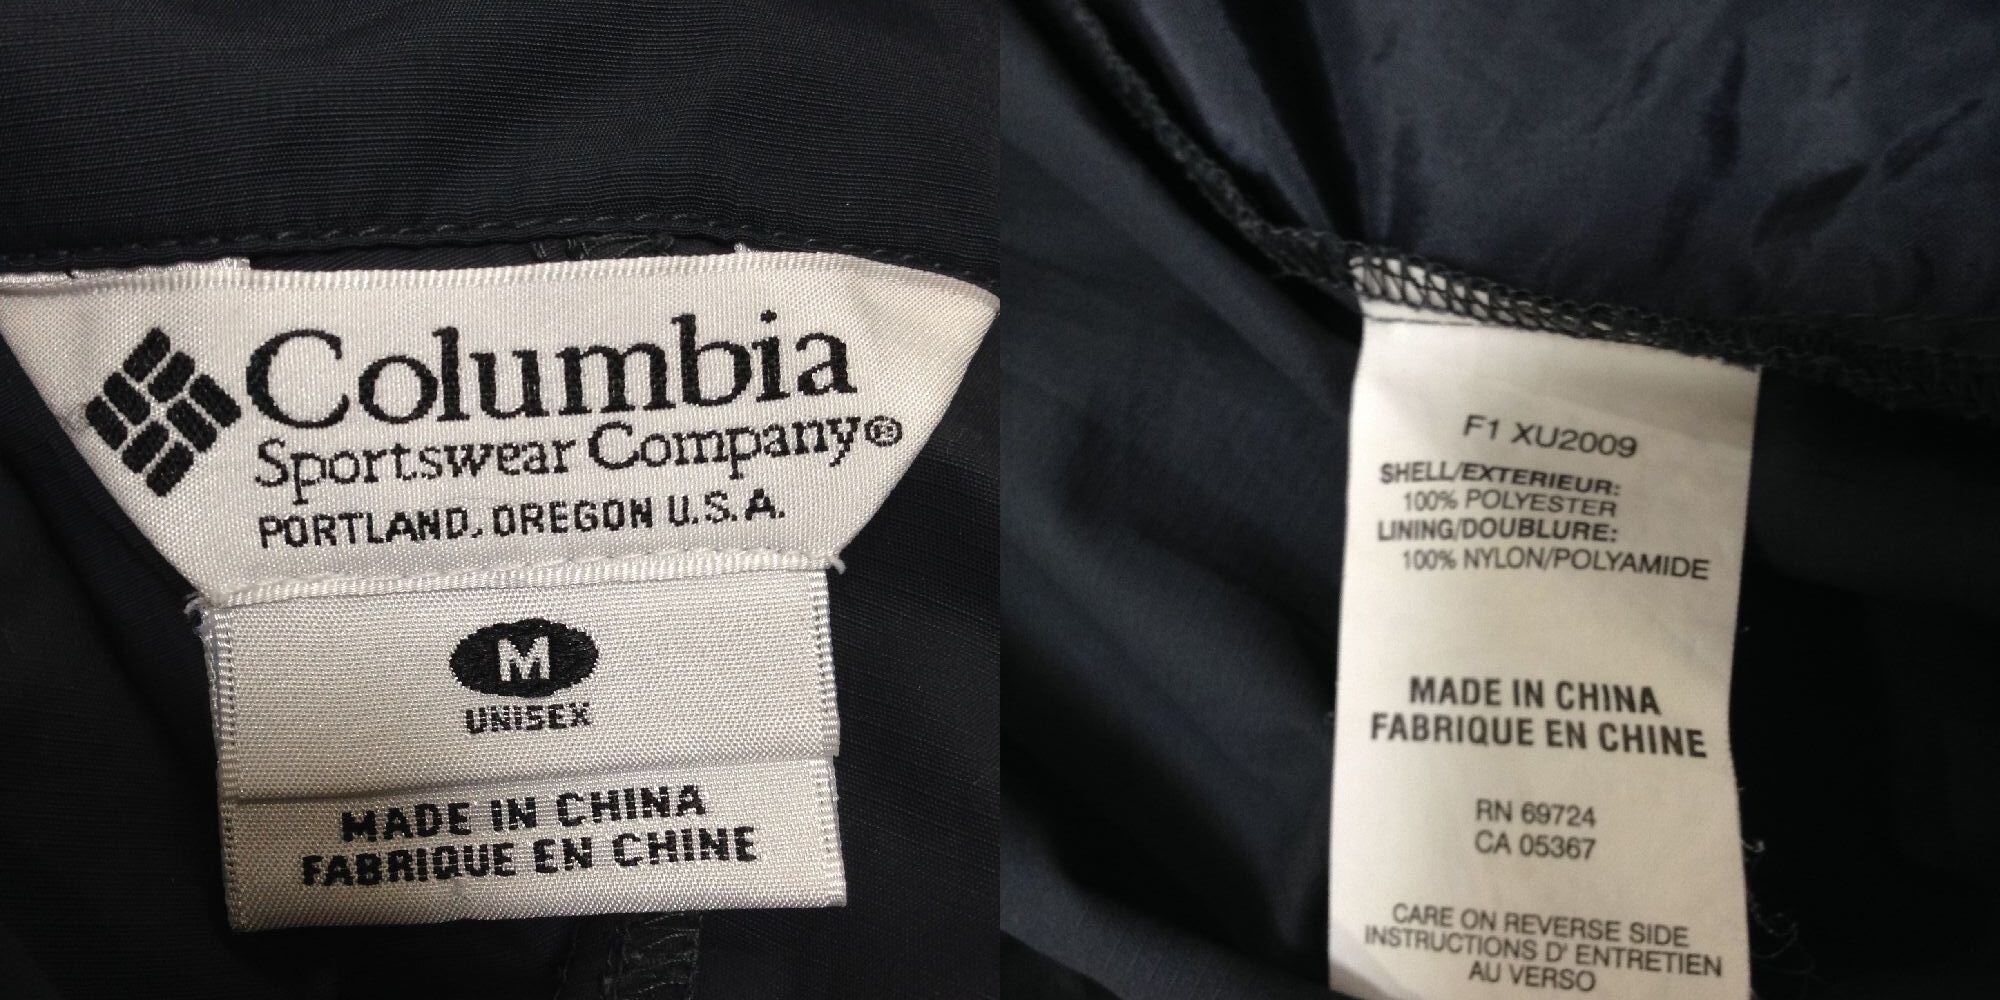 Columbia
Sportswear Company®
PORTLAND, OREGON U.S.A.
M
UNISEX
MADE IN CHINA
FABRIQUE EN CHINE
F1 XU2009
SHELL/EXTERIEUR:
100% POLYESTER
LINING/DOUBLURE:
100% NYLON/POLYAMIDE
MADE IN CHINA
FABRIQUE EN CHINE
RN 69724
CA 05367
CARE ON REVERSE SIDE
INSTRUCTIONS D' ENTRETIEN
AU VERSO